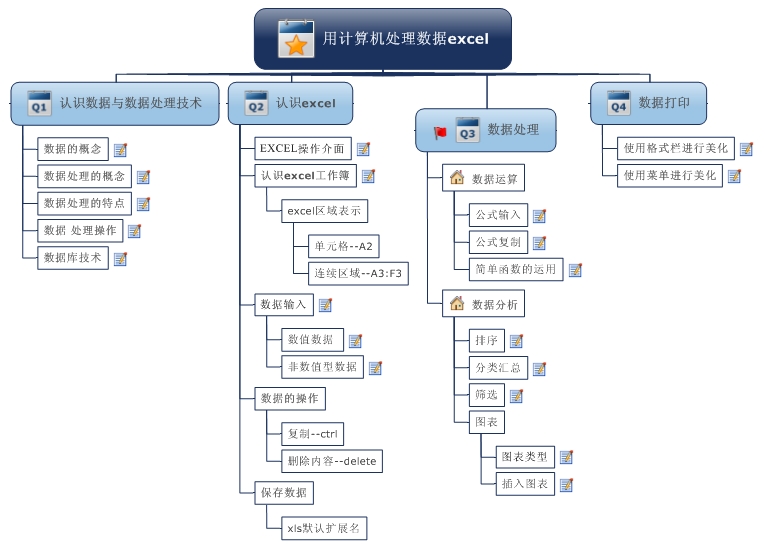 用计算机处理数据excel
Q1 认识数据与数据处理技术
数据的概念
数据处理的概念
数据处理的特点
数据 处理操作
数据库技术
Q2 认识excel
EXCEL操作介面
认识excel工作簿
excel区域表示
单元格--A2
连续区域--A3:F3
数据输入
数值数据
非数值型数据
数据的操作
复制--ctrl
删除内容--delete
保存数据
xls默认扩展名
Q3 数据处理
数据运算
公式输入
公式复制
简单函数的运用
数据分析
排序
分类汇总
筛选
图表
图表类型
插入图表
Q4 数据打印
使用格式栏进行美化
使用菜单进行美化